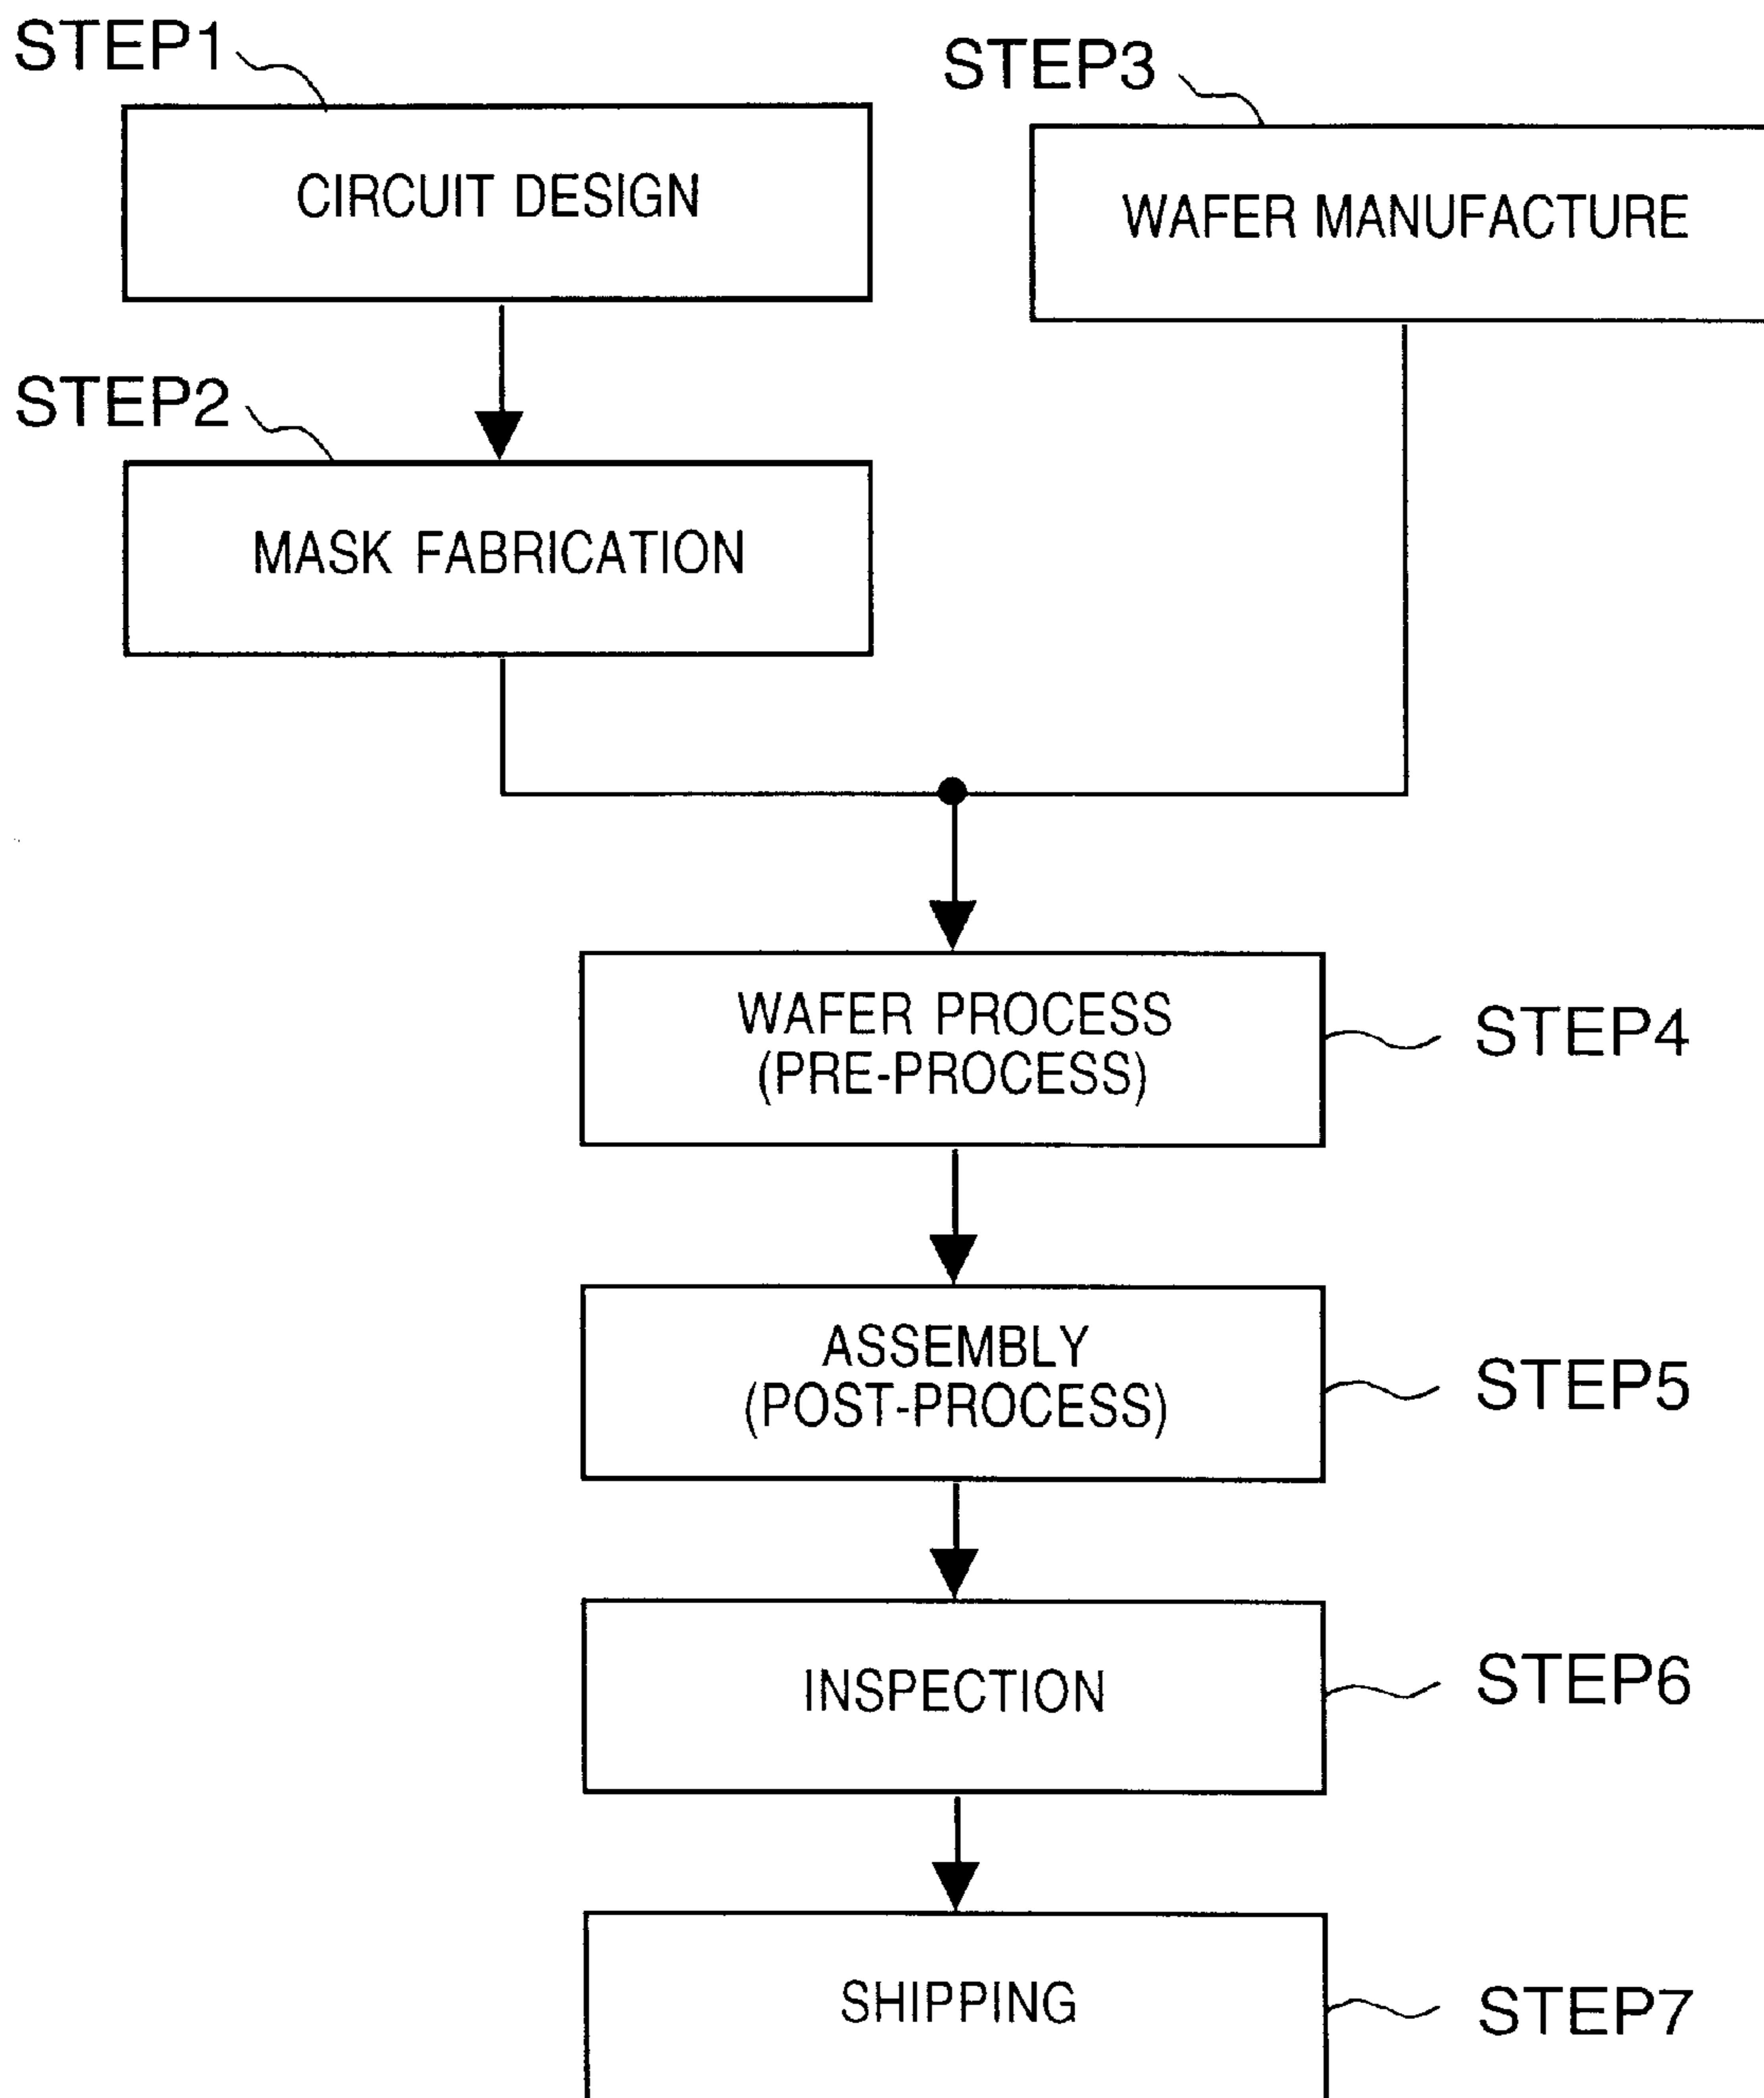 STEP1
CIRCUIT DESIGN
STEP3
WAFER MANUFACTURE
STEP2
MASK FABRICATION
WAFER PROCESS
(PRE-PROCESS)
STEP4
ASSEMBLY
(POST-PROCESS)
STEP5
INSPECTION
STEP6
SHIPPING
STEP7